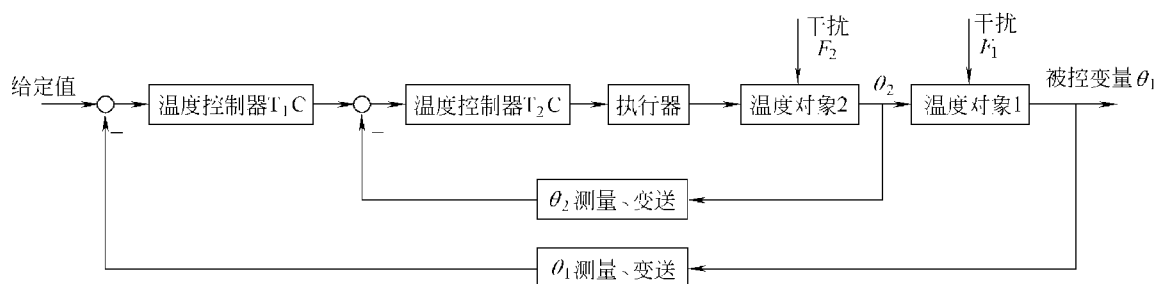 干扰
F₂
干扰
F₁
给定值
温度控制器T₁C
温度控制器T₂C
执行器
温度对象2
θ₂
温度对象1
被控变量θ₁
−
−
θ₂测量、变送
θ₁测量、变送